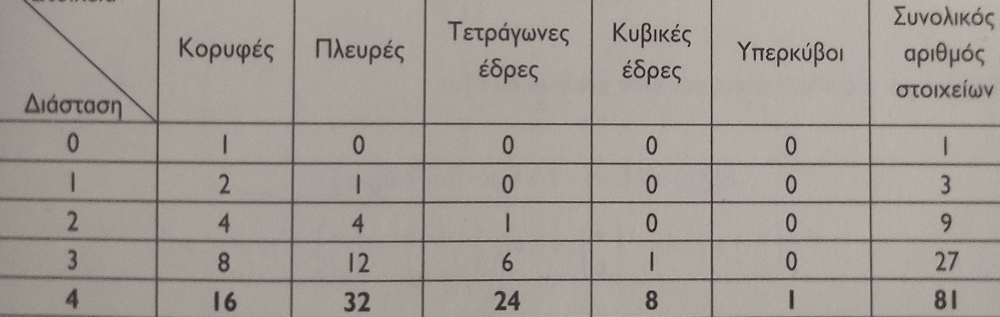 Διάσταση Κορυφές Πλευρές Τετράγωνες έδρες Κυβικές έδρες Υπερκύβοι Συνολικός αριθμός στοιχείων
0 1 0 0 0 0 1
1 2 1 0 0 0 3
2 4 4 1 0 0 9
3 8 12 6 1 0 27
4 16 32 24 8 1 81